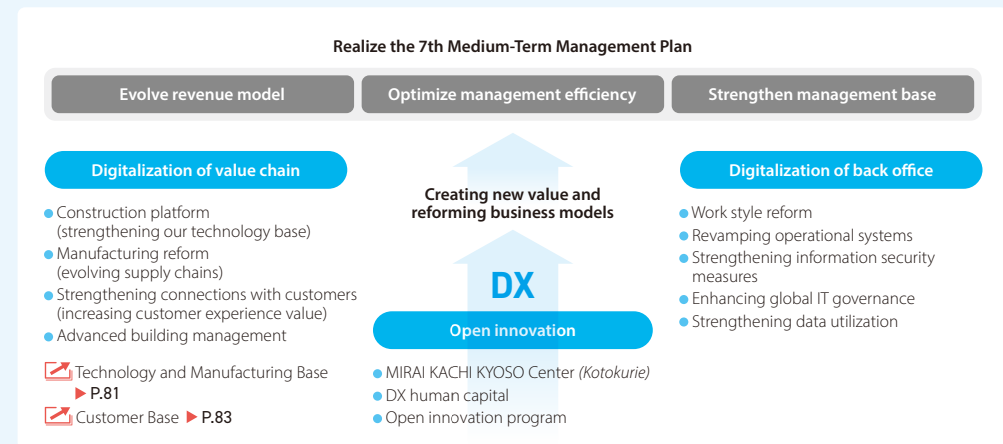 Realize the 7th Medium-Term Management Plan
Evolve revenue model
Optimize management efficiency
Strengthen management base
Digitalization of value chain
Construction platform
(strengthening our technology base)
Manufacturing reform
(evolving supply chains)
Strengthening connections with customers
(increasing customer experience value)
Advanced building management
Technology and Manufacturing Base
▶ P.81
Customer Base ▶ P.83
Creating new value and
reforming business models
DX
Open innovation
MIRAI KACHI KYOSO Center (Kotokurie)
DX human capital
Open innovation program
Digitalization of back office
Work style reform
Revamping operational systems
Strengthening information security
measures
Enhancing global IT governance
Strengthening data utilization